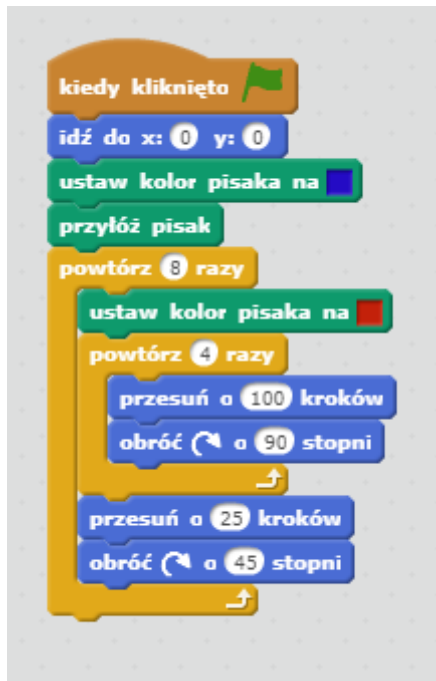 kiedy kliknięto
idź do x: 0 y: 0
ustaw kolor pisaka na
przyłóż pisak
powtórz 8 razy
ustaw kolor pisaka na
powtórz 4 razy
przesuń o 100 kroków
obróć o 90 stopni
przesuń o 25 kroków
obróć o 45 stopni